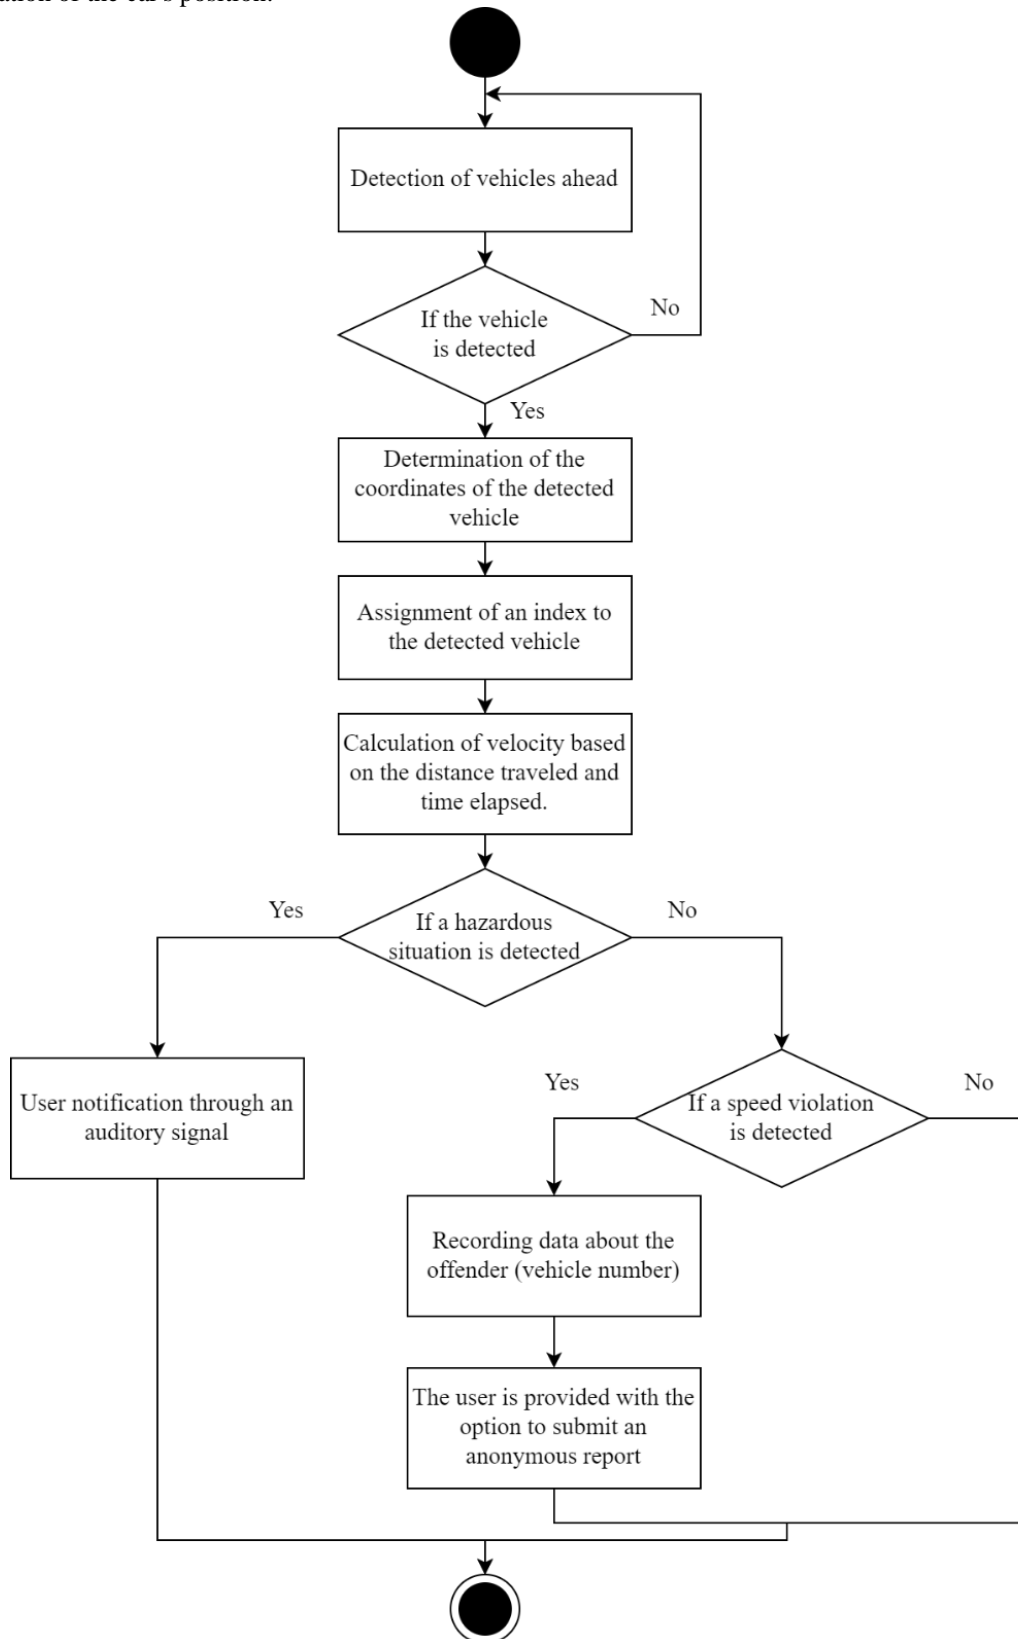 of the car's position.
Detection of vehicles ahead
No
If the vehicle
is detected
Yes
Determination of the
coordinates of the detected
vehicle
Assignment of an index to
the detected vehicle
Calculation of velocity based
on the distance traveled and
time elapsed.
Yes
No
If a hazardous
situation is detected
Yes
No
If a speed violation
is detected
User notification through an
auditory signal
Recording data about the
offender (vehicle number)
The user is provided with the
option to submit an
anonymous report